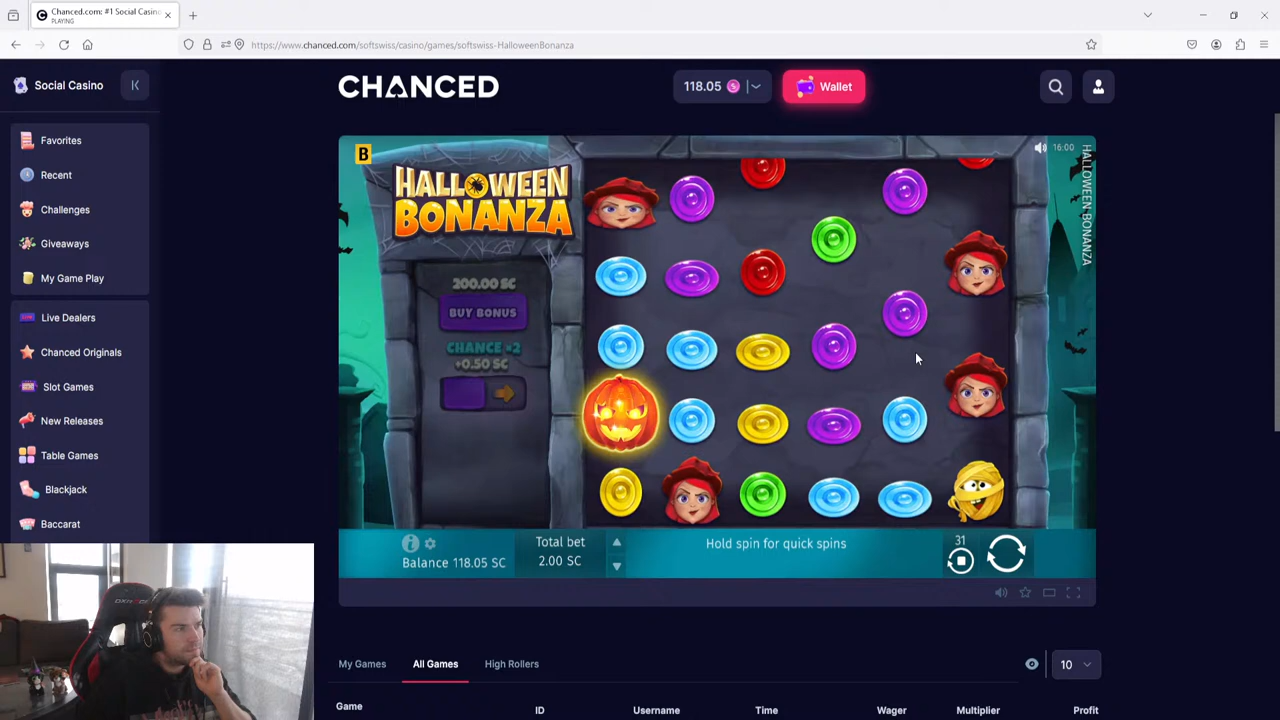 Chanced.com: #1 Social Casino
PLAYING
https://www.chanced.com/softswiss/casino/games/softswiss-HalloweenBonanza
Social Casino
CHANCED
118.05
Wallet
Favorites
Recent
Challenges
Giveaways
My Game Play
Live Dealers
Chanced Originals
Slot Games
New Releases
Table Games
Blackjack
Baccarat
B
16:00
HALLOWEEN BONANZA
HALLOWEEN
BONANZA
200.00 SC
BUY BONUS
CHANCE ×2
+0.50 SC
Balance 118.05 SC
Total bet
2.00 SC
Hold spin for quick spins
31
My Games
All Games
High Rollers
10
Game
ID
Username
Time
Wager
Multiplier
Profit